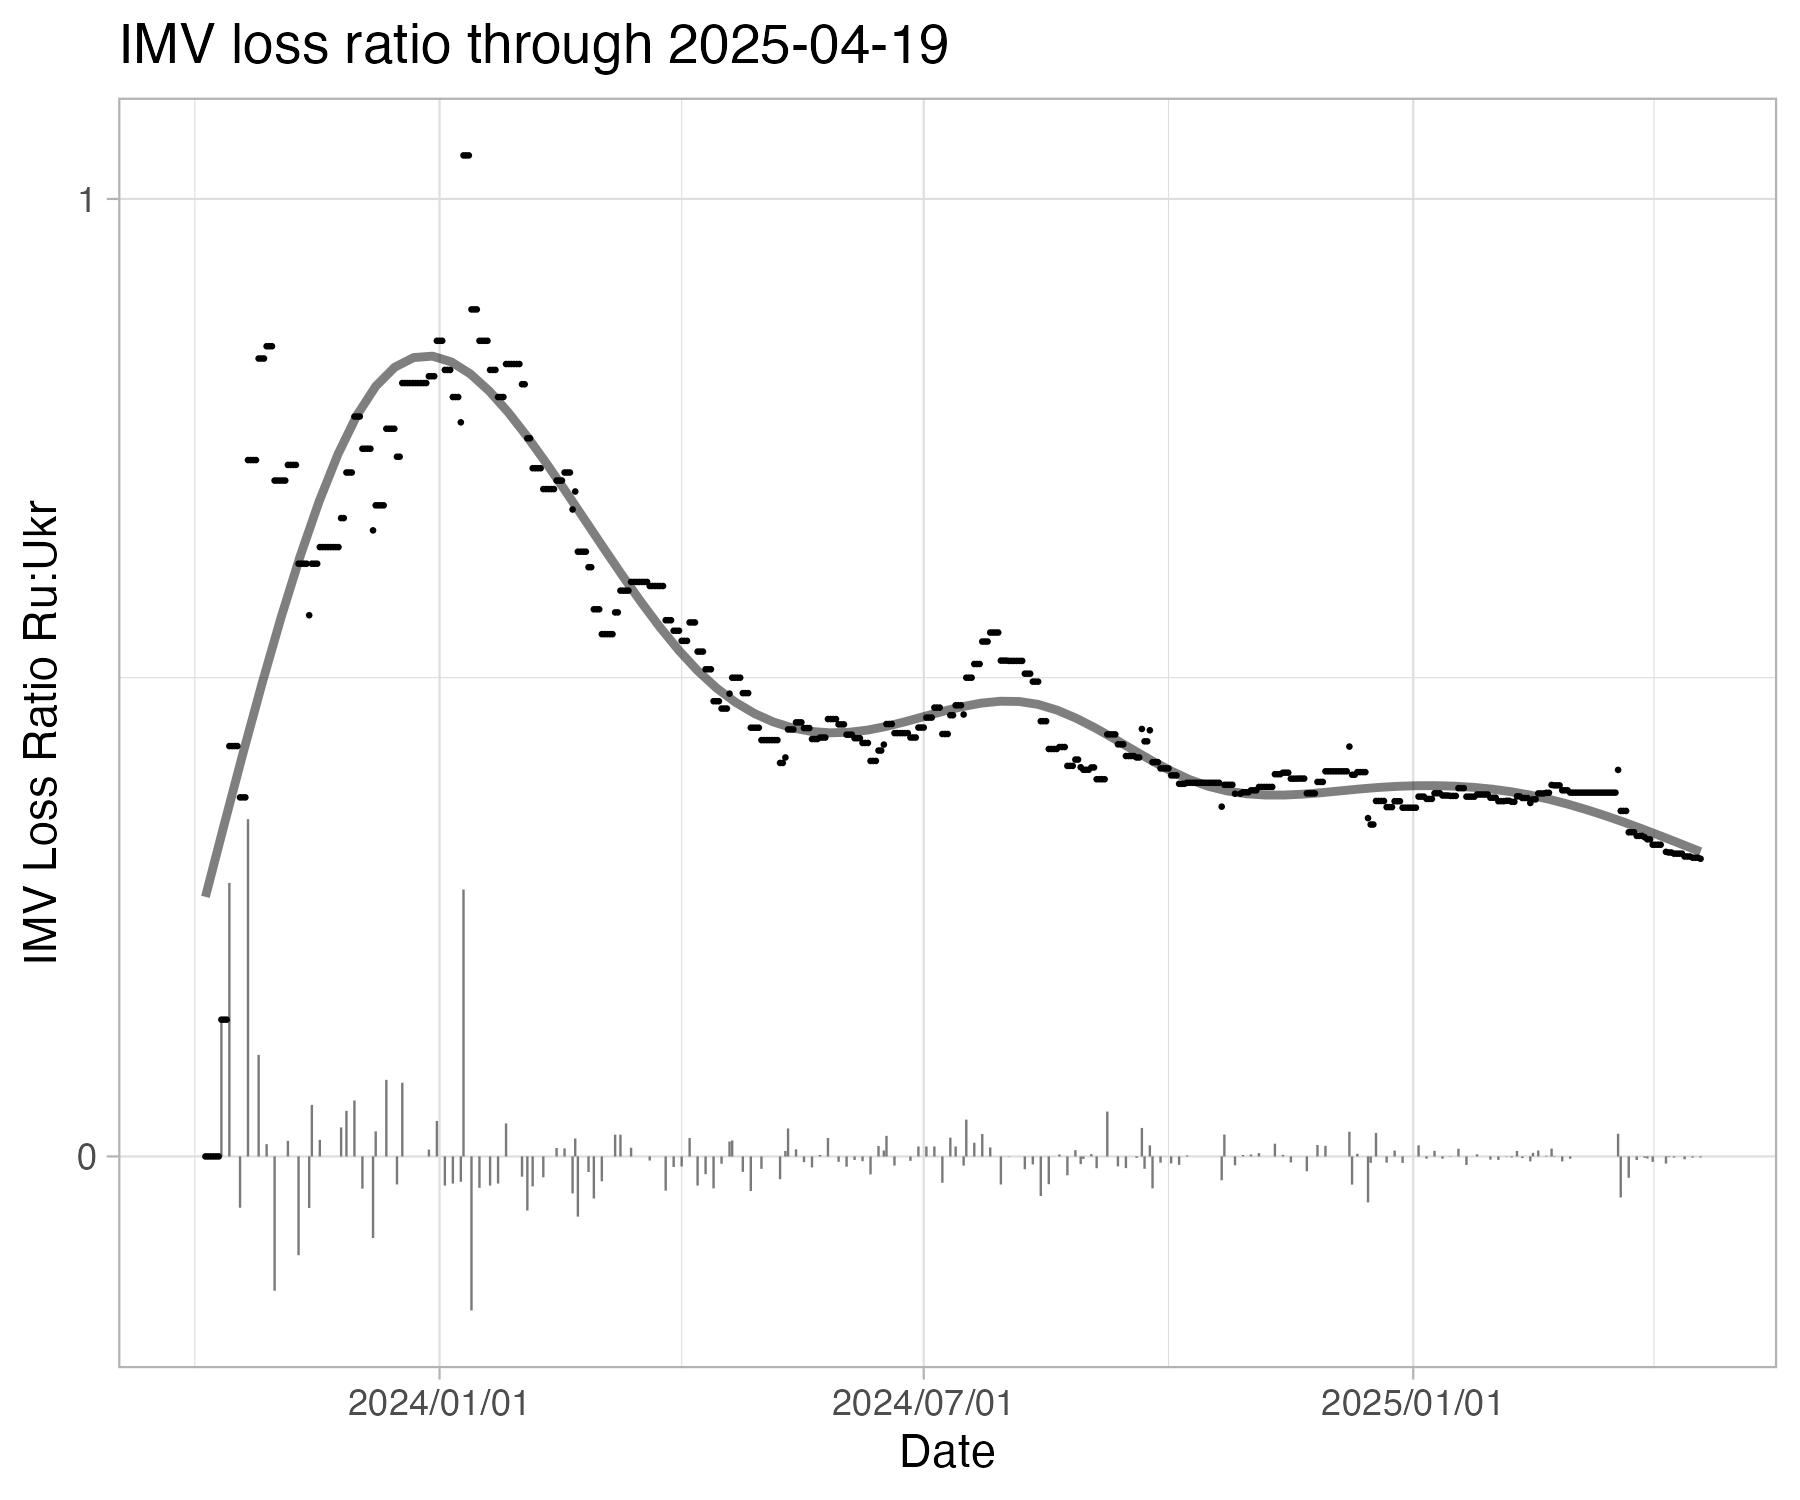 IMV loss ratio through 2025-04-19
IMV Loss Ratio Ru:Ukr
1
0
2024/01/01
2024/07/01
2025/01/01
Date